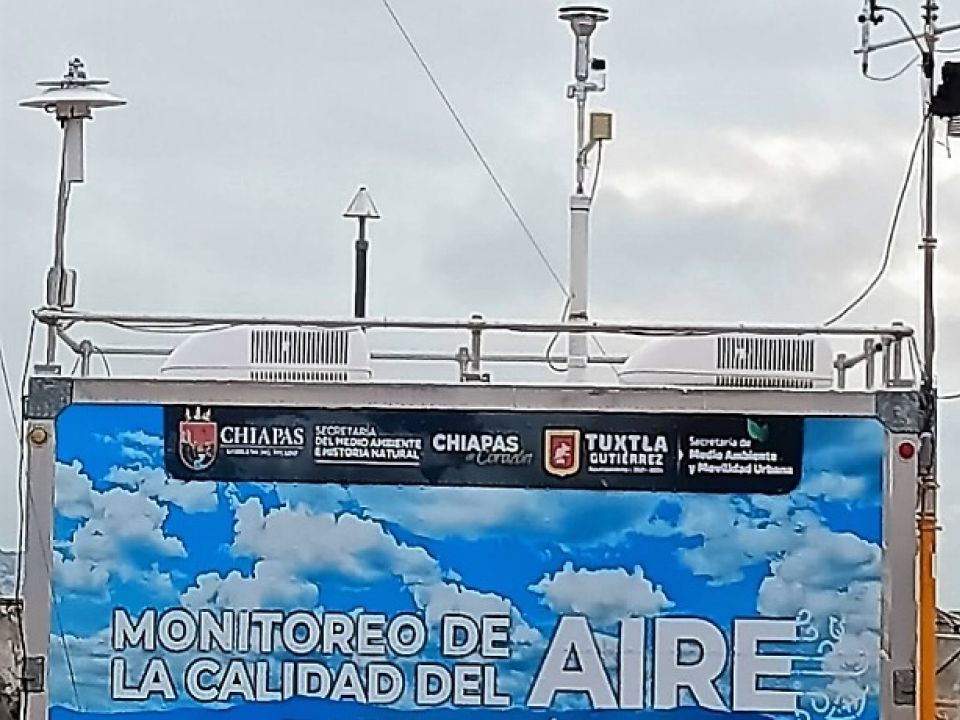 CHIAPAS
SECRETARÍA
DEL MEDIO AMBIENTE
E HISTORIA NATURAL
CHIAPAS
de Corazón
TUXTLA
GUTIÉRREZ
Secretaría de
Medio Ambiente
y Movilidad Urbana
MONITOREO DE
LA CALIDAD DEL
AIRE